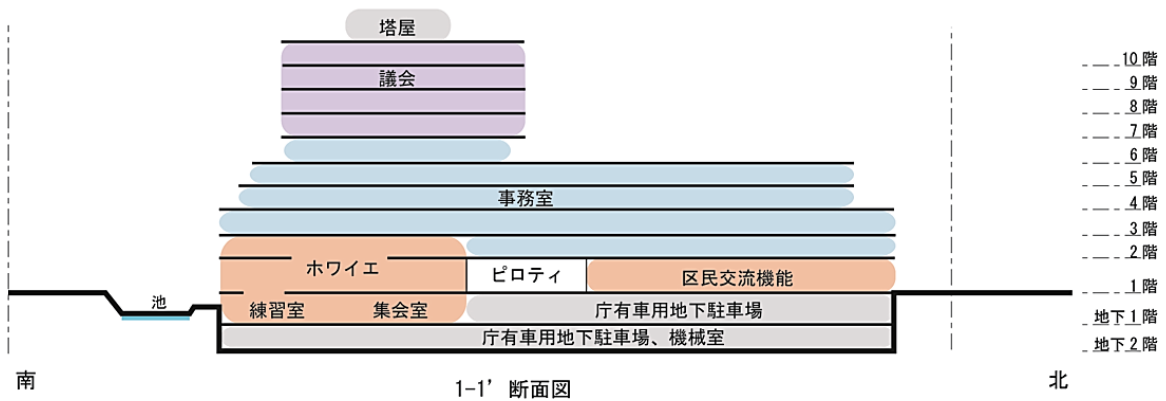 塔屋
10階
議会
9階
8階
7階
6階
5階
事務室
4階
3階
2階
ホワイエ
ピロティ
区民交流機能
1階
池
練習室
集会室
庁有車用地下駐車場
地下1階
庁有車用地下駐車場、機械室
地下2階
南
1-1’断面図
北